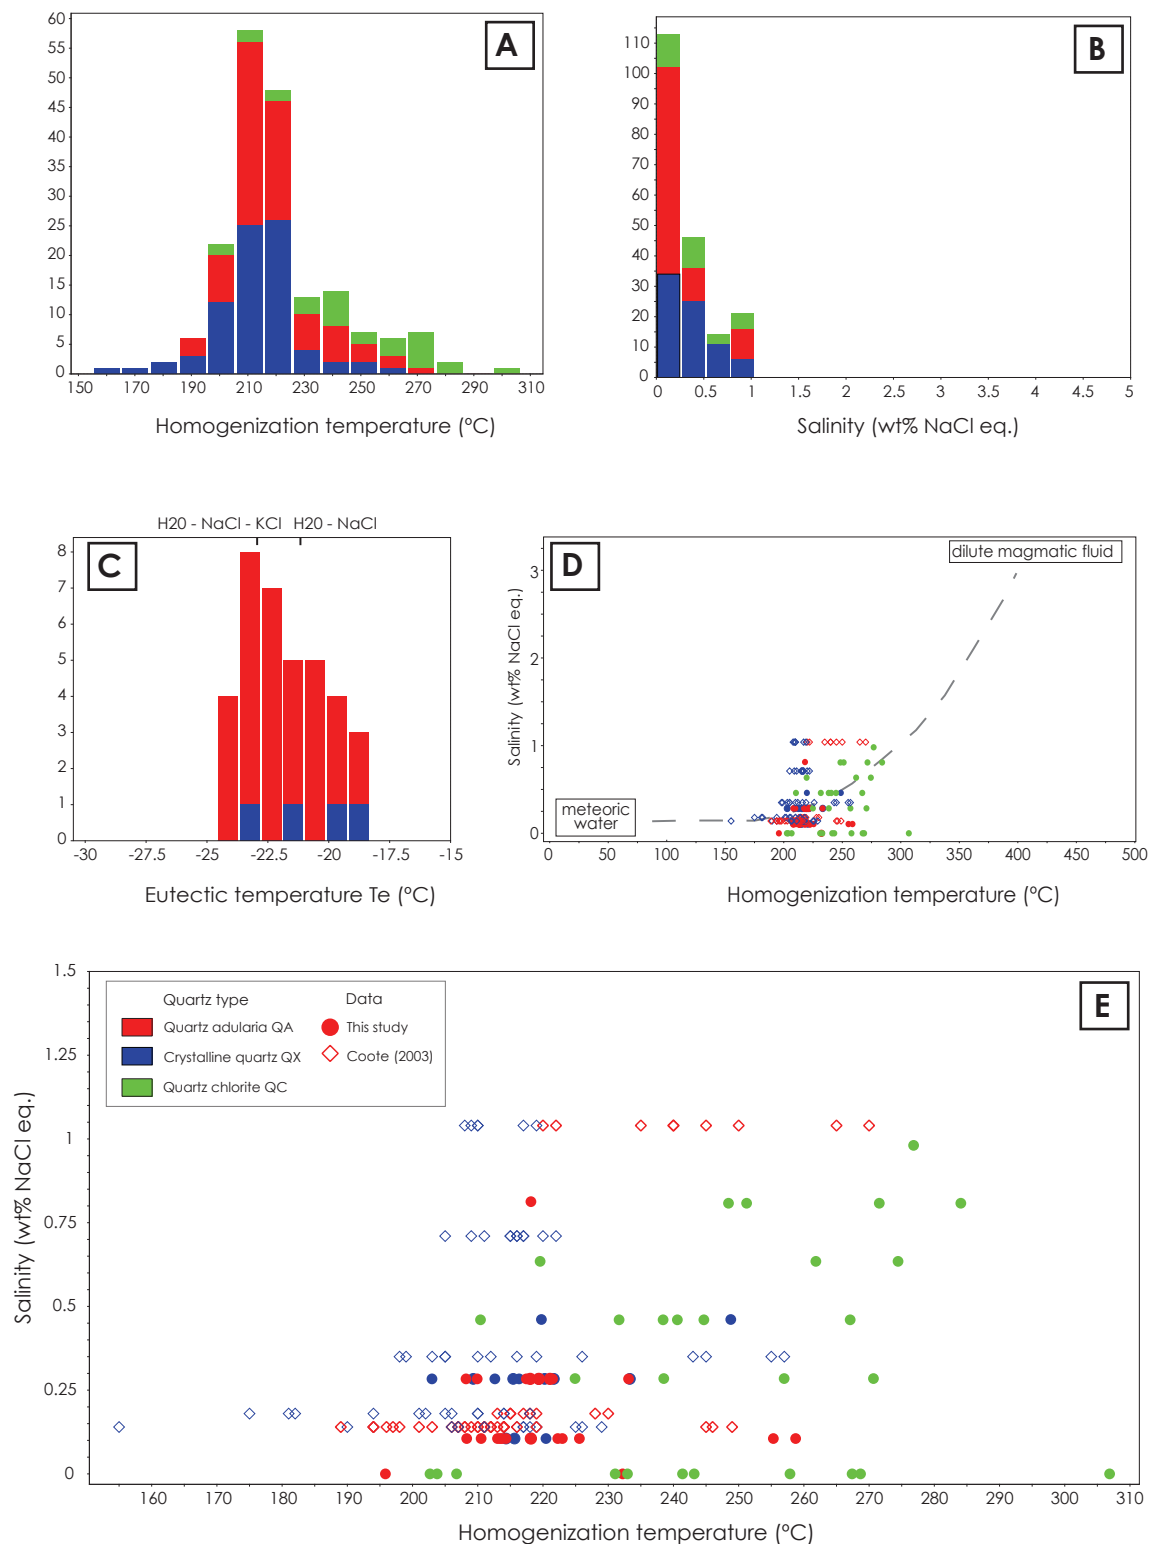 A
60
55
50
45
40
35
30
25
20
15
10
5
0
150 170 190 210 230 250 270 290 310
Homogenization temperature (°C)
B
110
100
90
80
70
60
50
40
30
20
10
0
0 0.5 1 1.5 2 2.5 3 3.5 4 4.5 5
Salinity (wt% NaCl eq.)
H20 - NaCl - KCl H20 - NaCl
C
8
7
6
5
4
3
2
1
0
-30 -27.5 -25 -22.5 -20 -17.5 -15
Eutectic temperature Te (°C)
D
dilute magmatic fluid
meteoric
water
Salinity (wt% NaCl eq.)
3
2
1
0
0 50 100 150 200 250 300 350 400 450 500
Homogenization temperature (°C)
E
Quartz type Data
Quartz adularia QA This study
Crystalline quartz QX Coote (2003)
Quartz chlorite QC
Salinity (wt% NaCl eq.)
1.5
1.25
1
0.75
0.5
0.25
0
160 170 180 190 200 210 220 230 240 250 260 270 280 290 300 310
Homogenization temperature (°C)